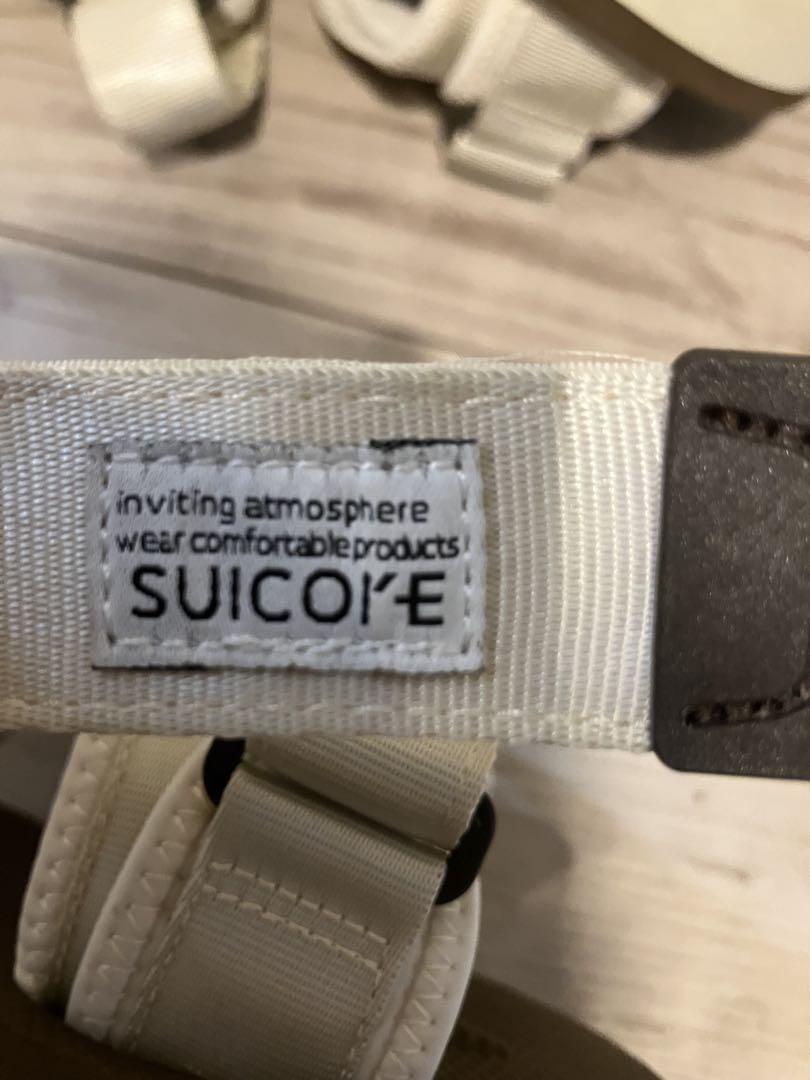 inviting atmosphere
wear comfortable products
SUICOKE